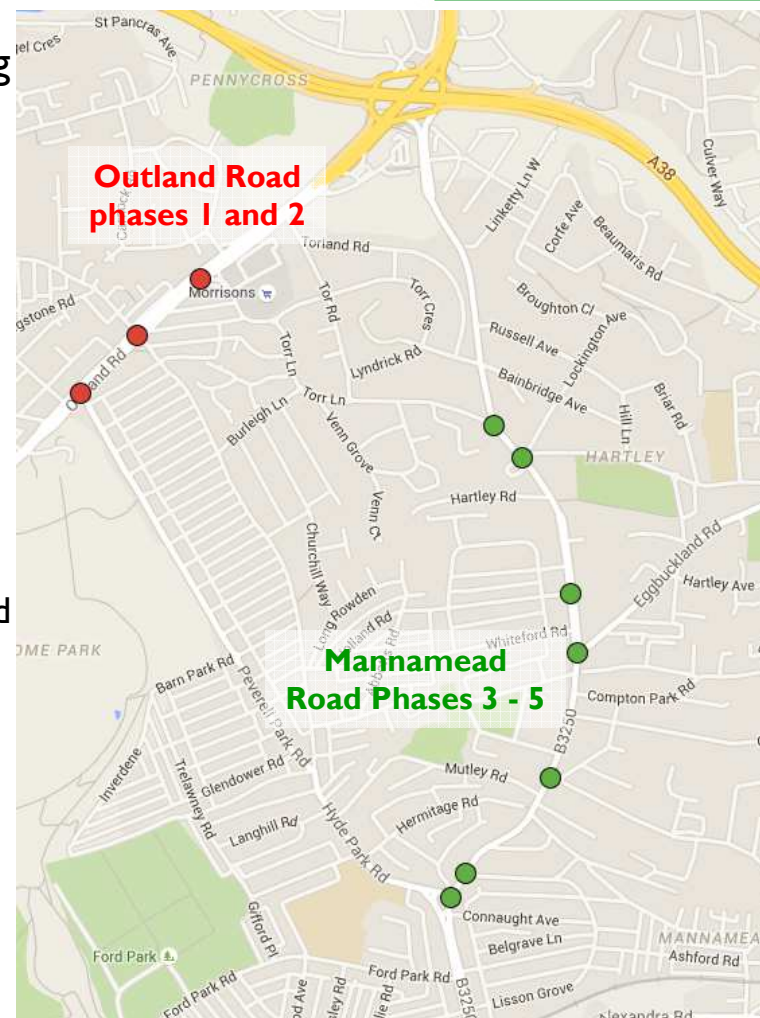 St Pancras Ave
PENNYCROSS
A38
Culver Way
Linketty Ln W
Corfe Ave
Beaumaris Rd
Outland Road
phases 1 and 2
Torland Rd
Morrisons
Tor Rd
Torr Cres
Broughton Cl
Lockington Ave
Russell Ave
Lyndrick Rd
Bainbridge Ave
Torr Ln
Torr Ln
Burleigh Ln
Venn Grove
Hill Ln
Briar Rd
HARTLEY
Venn Ct
Hartley Rd
Churchill Way
Eggbuckland Rd
Hartley Ave
Long Rowden
Whiteford Rd
Mannamead
Road Phases 3 - 5
Barn Park Rd
Peverell Park Rd
Compton Park Rd
B3250
Inverdene
Trelawney Rd
Glendower Rd
Mutley Rd
Hermitage Rd
Langhill Rd
Hyde Park Rd
Gifford Pl
Connaught Ave
Belgrave Ln
Ashford Rd
Ford Park
Ford Park Rd
Ford Park Rd
B3250
Lisson Grove